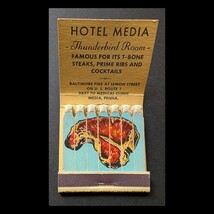 HOTEL MEDIA
- Thunderbird Room -
FAMOUS FOR ITS T-BONE
STEAKS, PRIME RIBS AND
COCKTAILS
BALTIMORE PIKE AT LEMON STREET
ON U. S. ROUTE 1
NEXT TO MEDICAL CLINIC
MEDIA, PENNA.